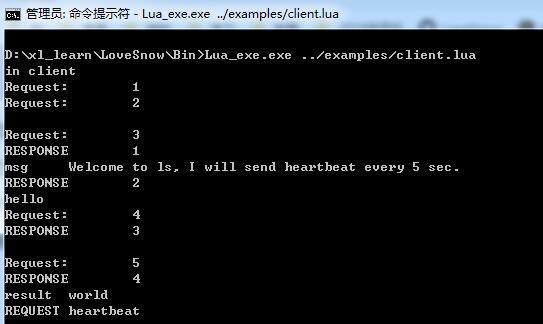 管理员: 命令提示符 - Lua_exe.exe ../examples/client.lua
D:\xl_learn\LoveSnow\Bin>Lua_exe.exe ../examples/client.lua
in client
Request: 1
Request: 2
Request: 3
RESPONSE 1
msg Welcome to ls, I will send heartbeat every 5 sec.
RESPONSE 2
hello
Request: 4
RESPONSE 3
Request: 5
RESPONSE 4
result world
REQUEST heartbeat